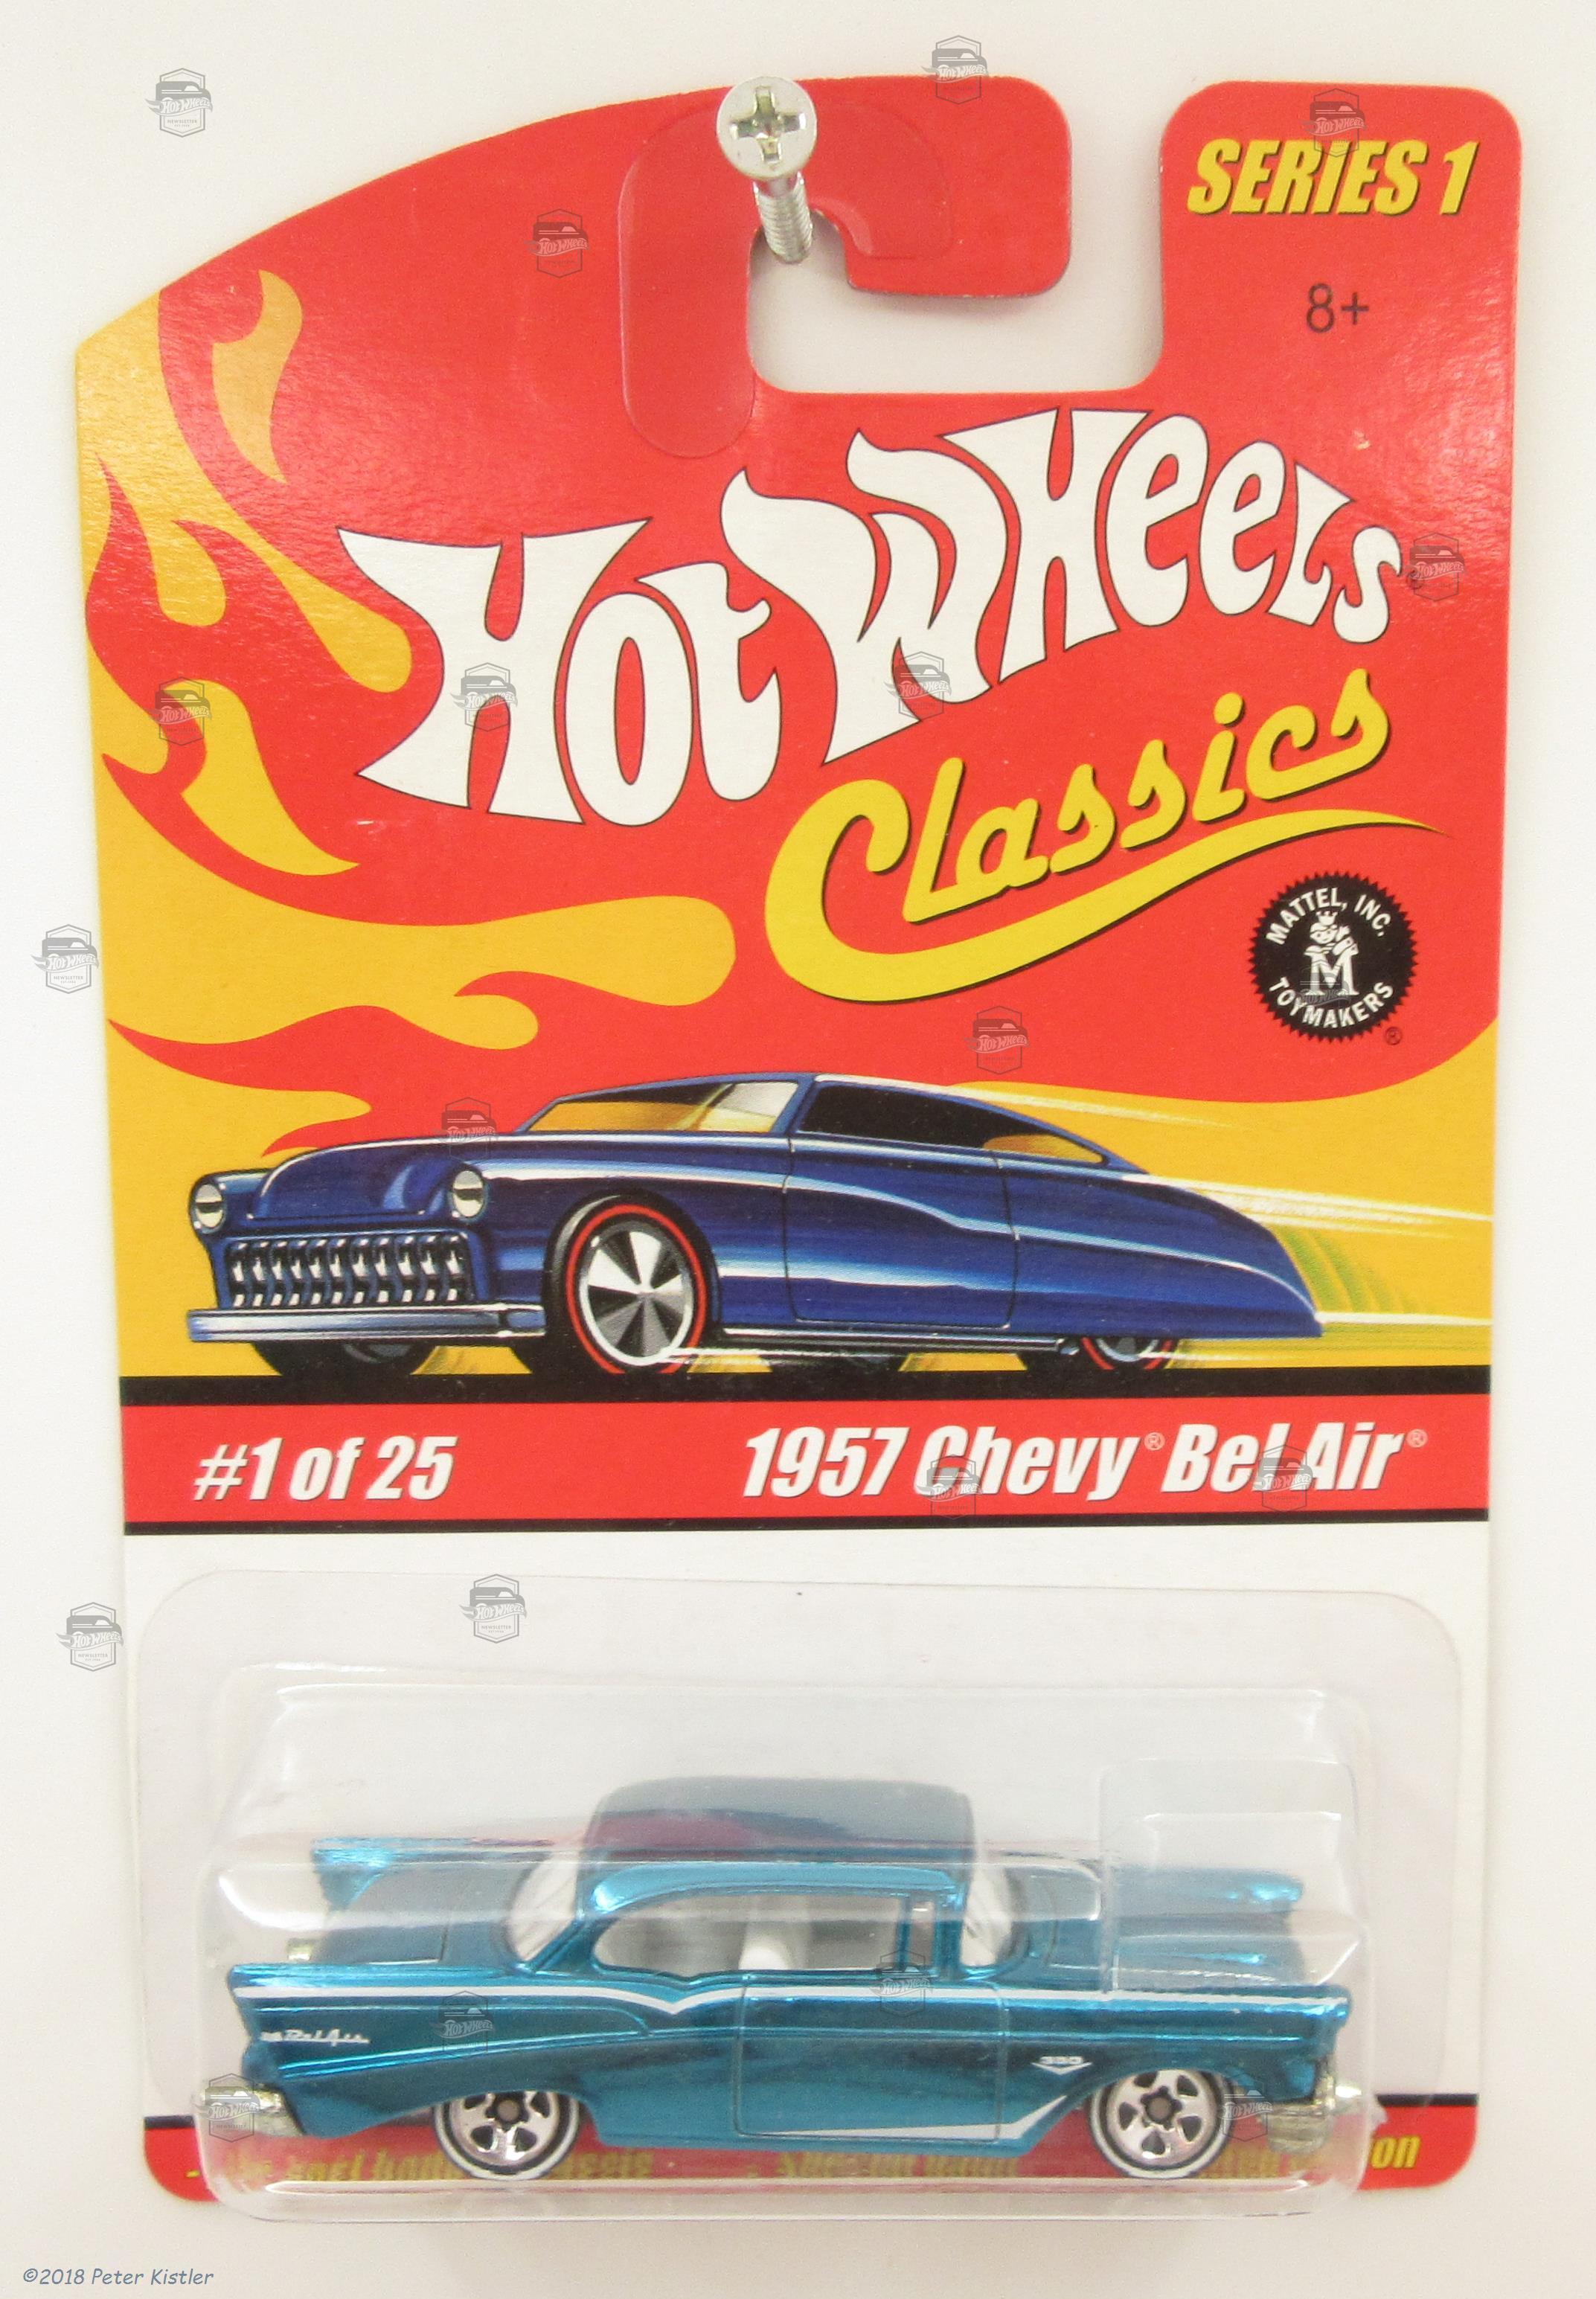 SERIES 1
8+
Hot Wheels
Classics
MATTEL, INC.
M
TOYMAKERS
®
#1 of 25
1957 Chevy® Bel Air®
Bel Air
©2018 Peter Kistler